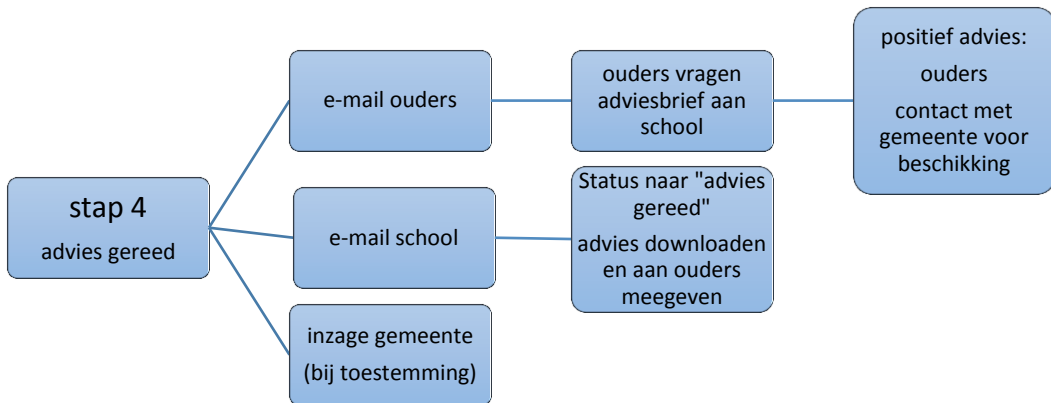 stap 4
advies gereed
e-mail ouders
ouders vragen
adviesbrief aan
school
positief advies:
ouders
contact met
gemeente voor
beschikking
e-mail school
Status naar "advies
gereed"
advies downloaden
en aan ouders
meegeven
inzage gemeente
(bij toestemming)